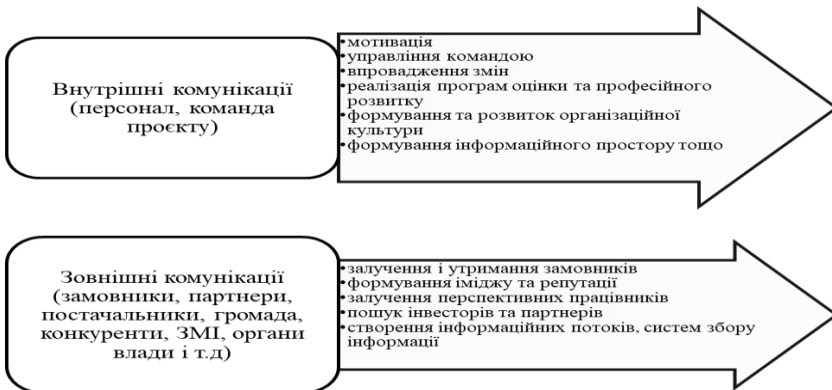 Внутрішні комунікації
(персонал, команда
проєкту)
•мотивація
•управління командою
•впровадження змін
•реалізація програм оцінки та професійного
розвитку
•формування та розвиток організаційної
культури
•формування інформаційного простору тощо
Зовнішні комунікації
(замовники, партнери,
постачальники, громада,
конкуренти, ЗМІ, органи
влади і т.д)
•залучення і утримання замовників
•формування іміджу та репутації
•залучення перспективних працівників
•пошук інвесторів та партнерів
•створення інформаційних потоків, систем збору
інформації